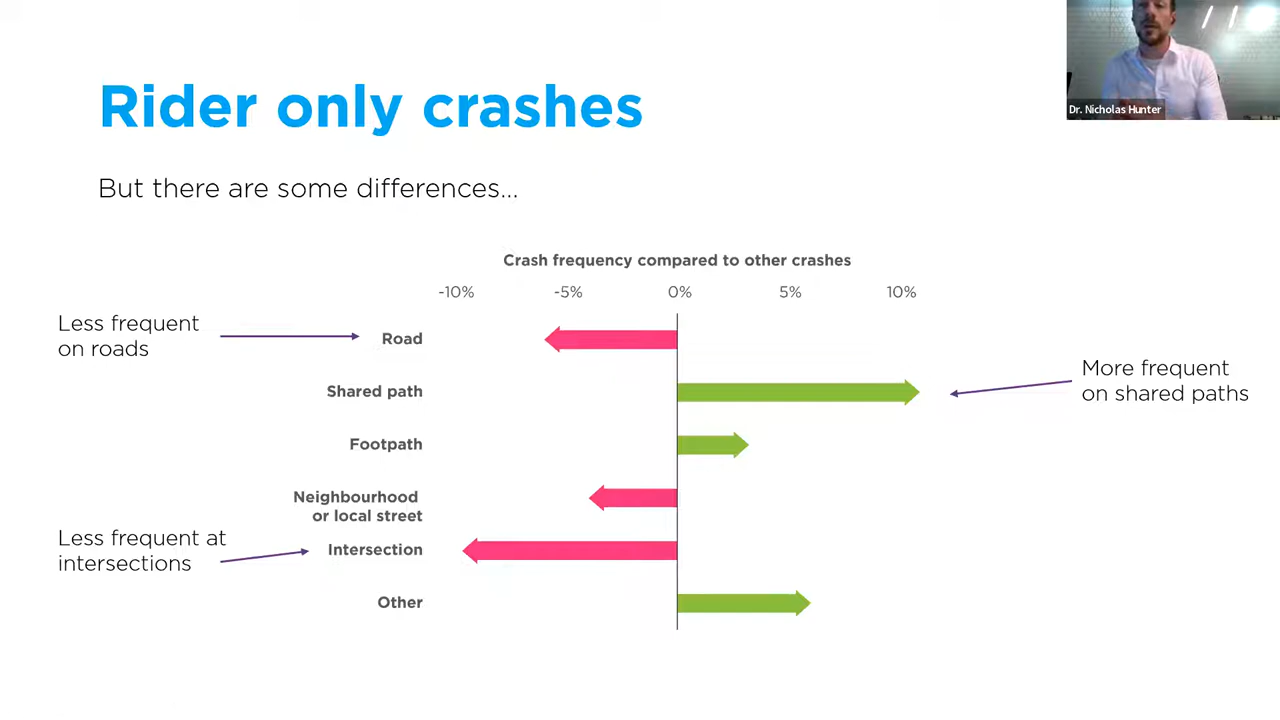 Dr. Nicholas Hunter
Rider only crashes
But there are some differences...
Crash frequency compared to other crashes
-10% -5% 0% 5% 10%
Less frequent
on roads
Road
Shared path
More frequent
on shared paths
Footpath
Neighbourhood
or local street
Less frequent at
intersections
Intersection
Other